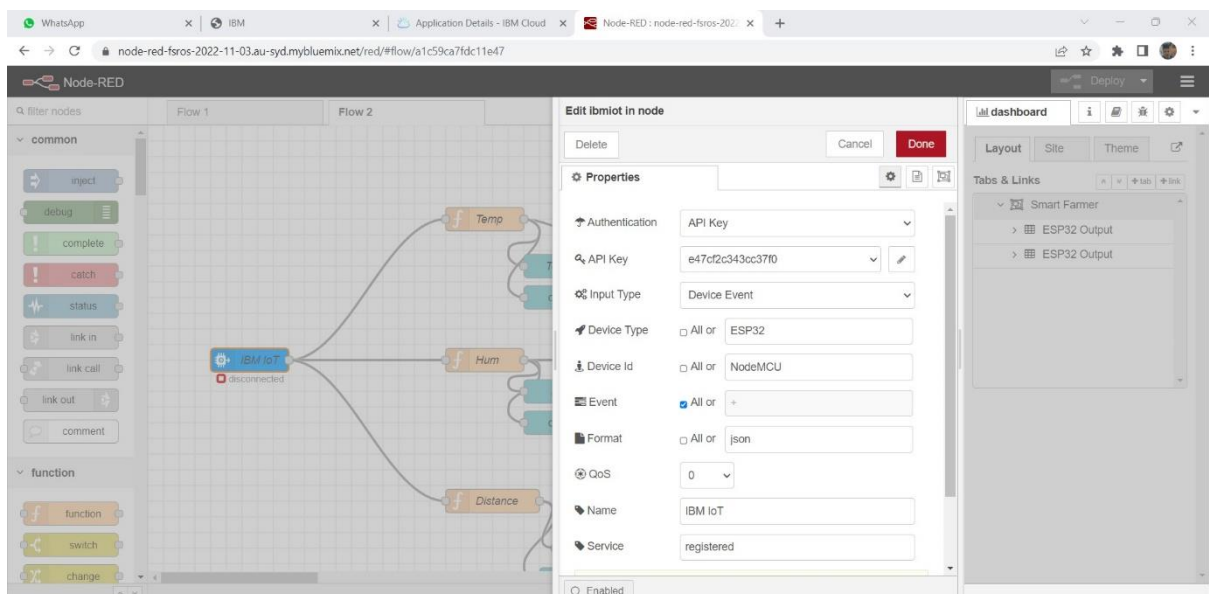 WhatsApp
IBM
Application Details - IBM Cloud
Node-RED : node-red-fsros-2022
node-red-fsros-2022-11-03.au-syd.mybluemix.net/red/#flow/a1c59ca7fdc11e47
Node-RED
Deploy
filter nodes
common
inject
debug
complete
catch
status
link in
link call
link out
comment
function
function
switch
change
Flow 1
Flow 2
IBM IoT
disconnected
Temp
Hum
Distance
Edit ibmiot in node
Delete
Cancel
Done
Properties
Authentication
API Key
API Key
e47cf2c343cc37f0
Input Type
Device Event
Device Type
All or
ESP32
Device Id
All or
NodeMCU
Event
All or
+
Format
All or
json
QoS
0
Name
IBM IoT
Service
registered
Enabled
dashboard
i
Layout
Site
Theme
Tabs & Links
+tab
+link
Smart Farmer
ESP32 Output
ESP32 Output